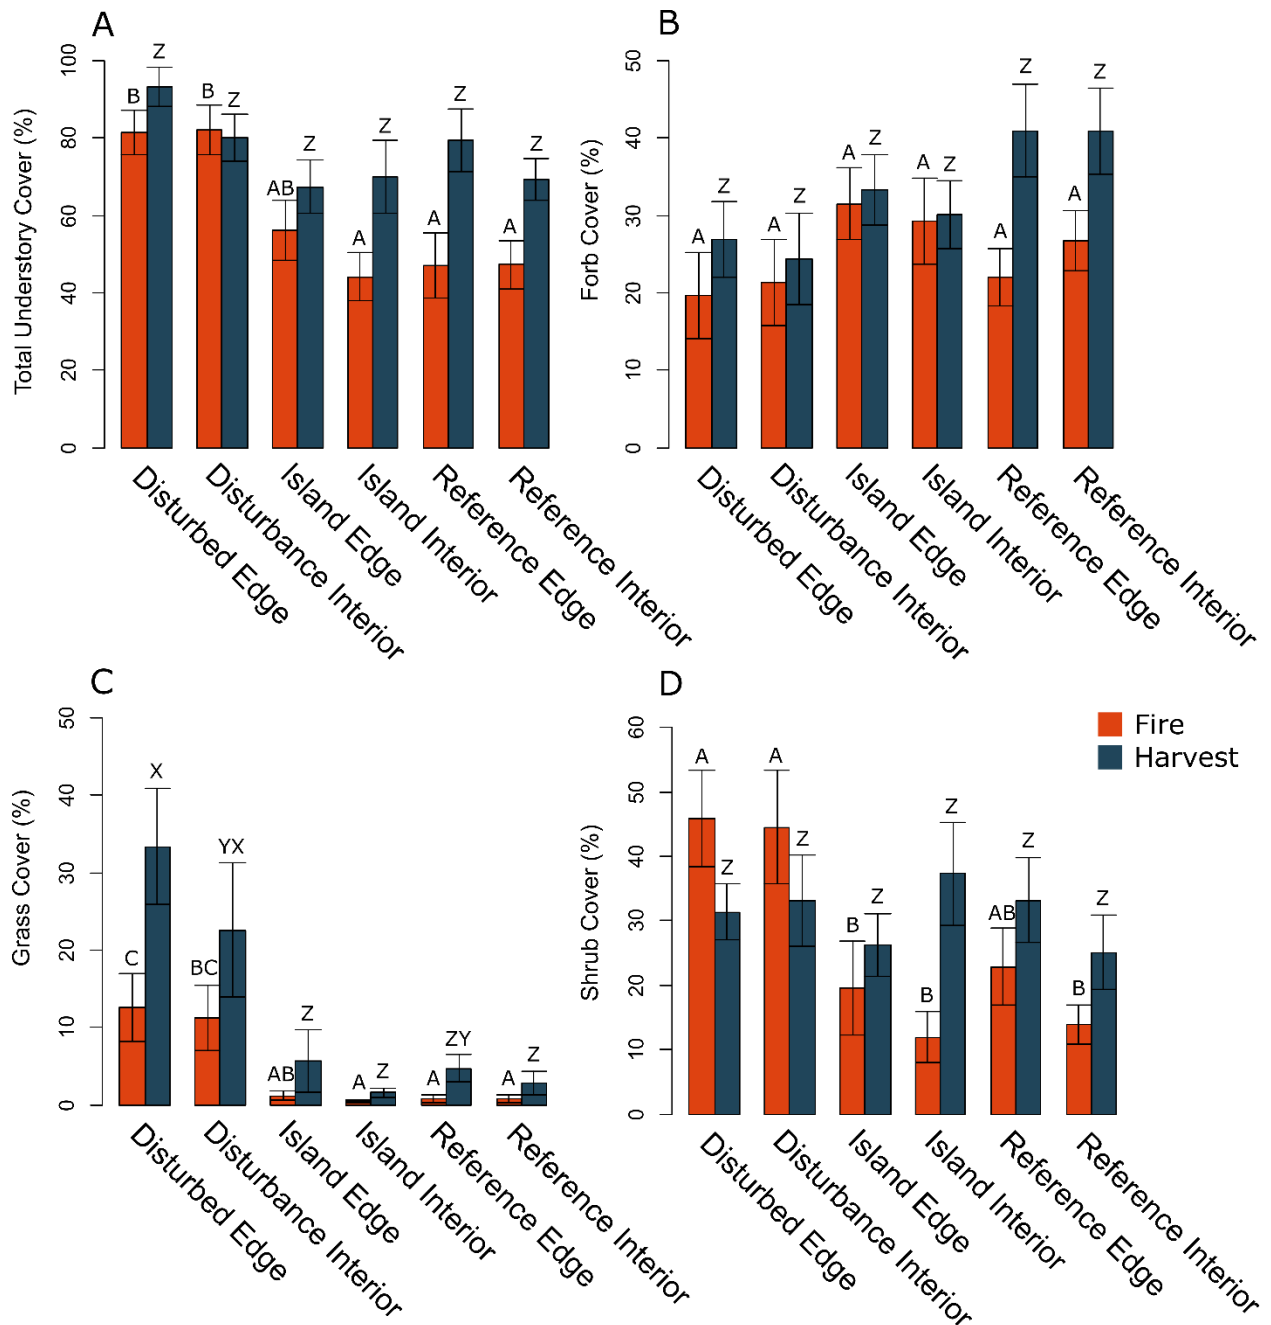 A
Total Understory Cover (%)
100
80
60
40
20
0
B Z B Z AB Z A Z A Z A Z
Disturbed Edge
Disturbance Interior
Island Edge
Island Interior
Reference Edge
Reference Interior
B
Forb Cover (%)
50
40
30
20
10
0
A Z A Z A Z A Z A Z A Z
Disturbed Edge
Disturbance Interior
Island Edge
Island Interior
Reference Edge
Reference Interior
C
Grass Cover (%)
50
40
30
20
10
0
C X BC YX AB Z A Z A ZY A Z
Disturbed Edge
Disturbance Interior
Island Edge
Island Interior
Reference Edge
Reference Interior
D
Shrub Cover (%)
60
50
40
30
20
10
0
A Z A Z B Z B Z AB Z B Z
Fire
Harvest
Disturbed Edge
Disturbance Interior
Island Edge
Island Interior
Reference Edge
Reference Interior